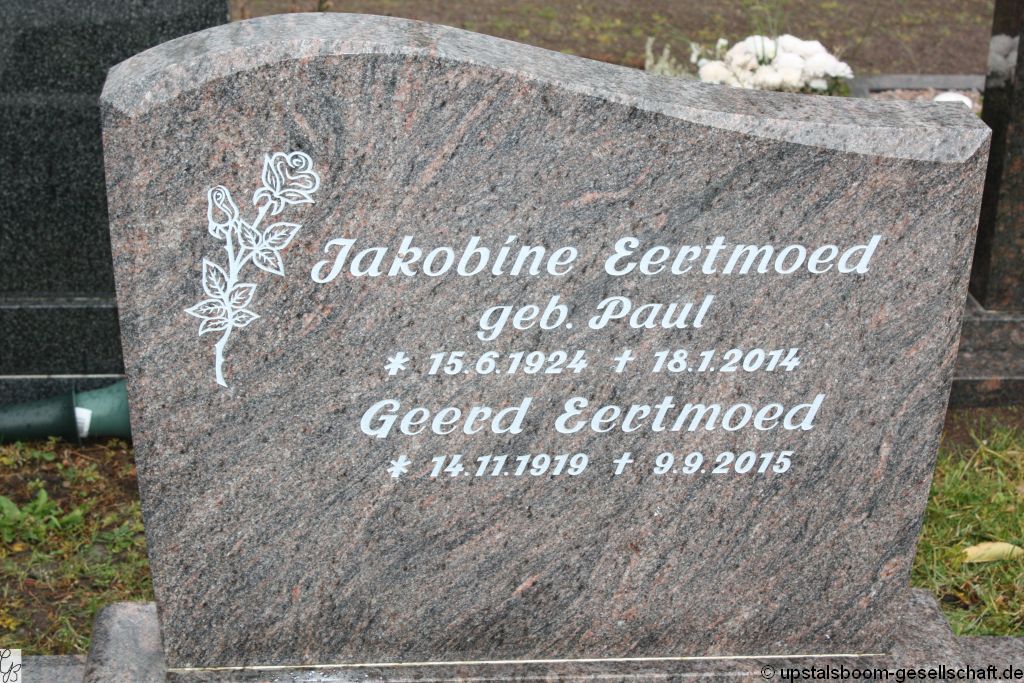 Jakobine Eertmoed
geb. Paul
* 15.6.1924 † 18.1.2014
Geerd Eertmoed
* 14.11.1919 † 9.9.2015
© upstalsboom-gesellschaft.de